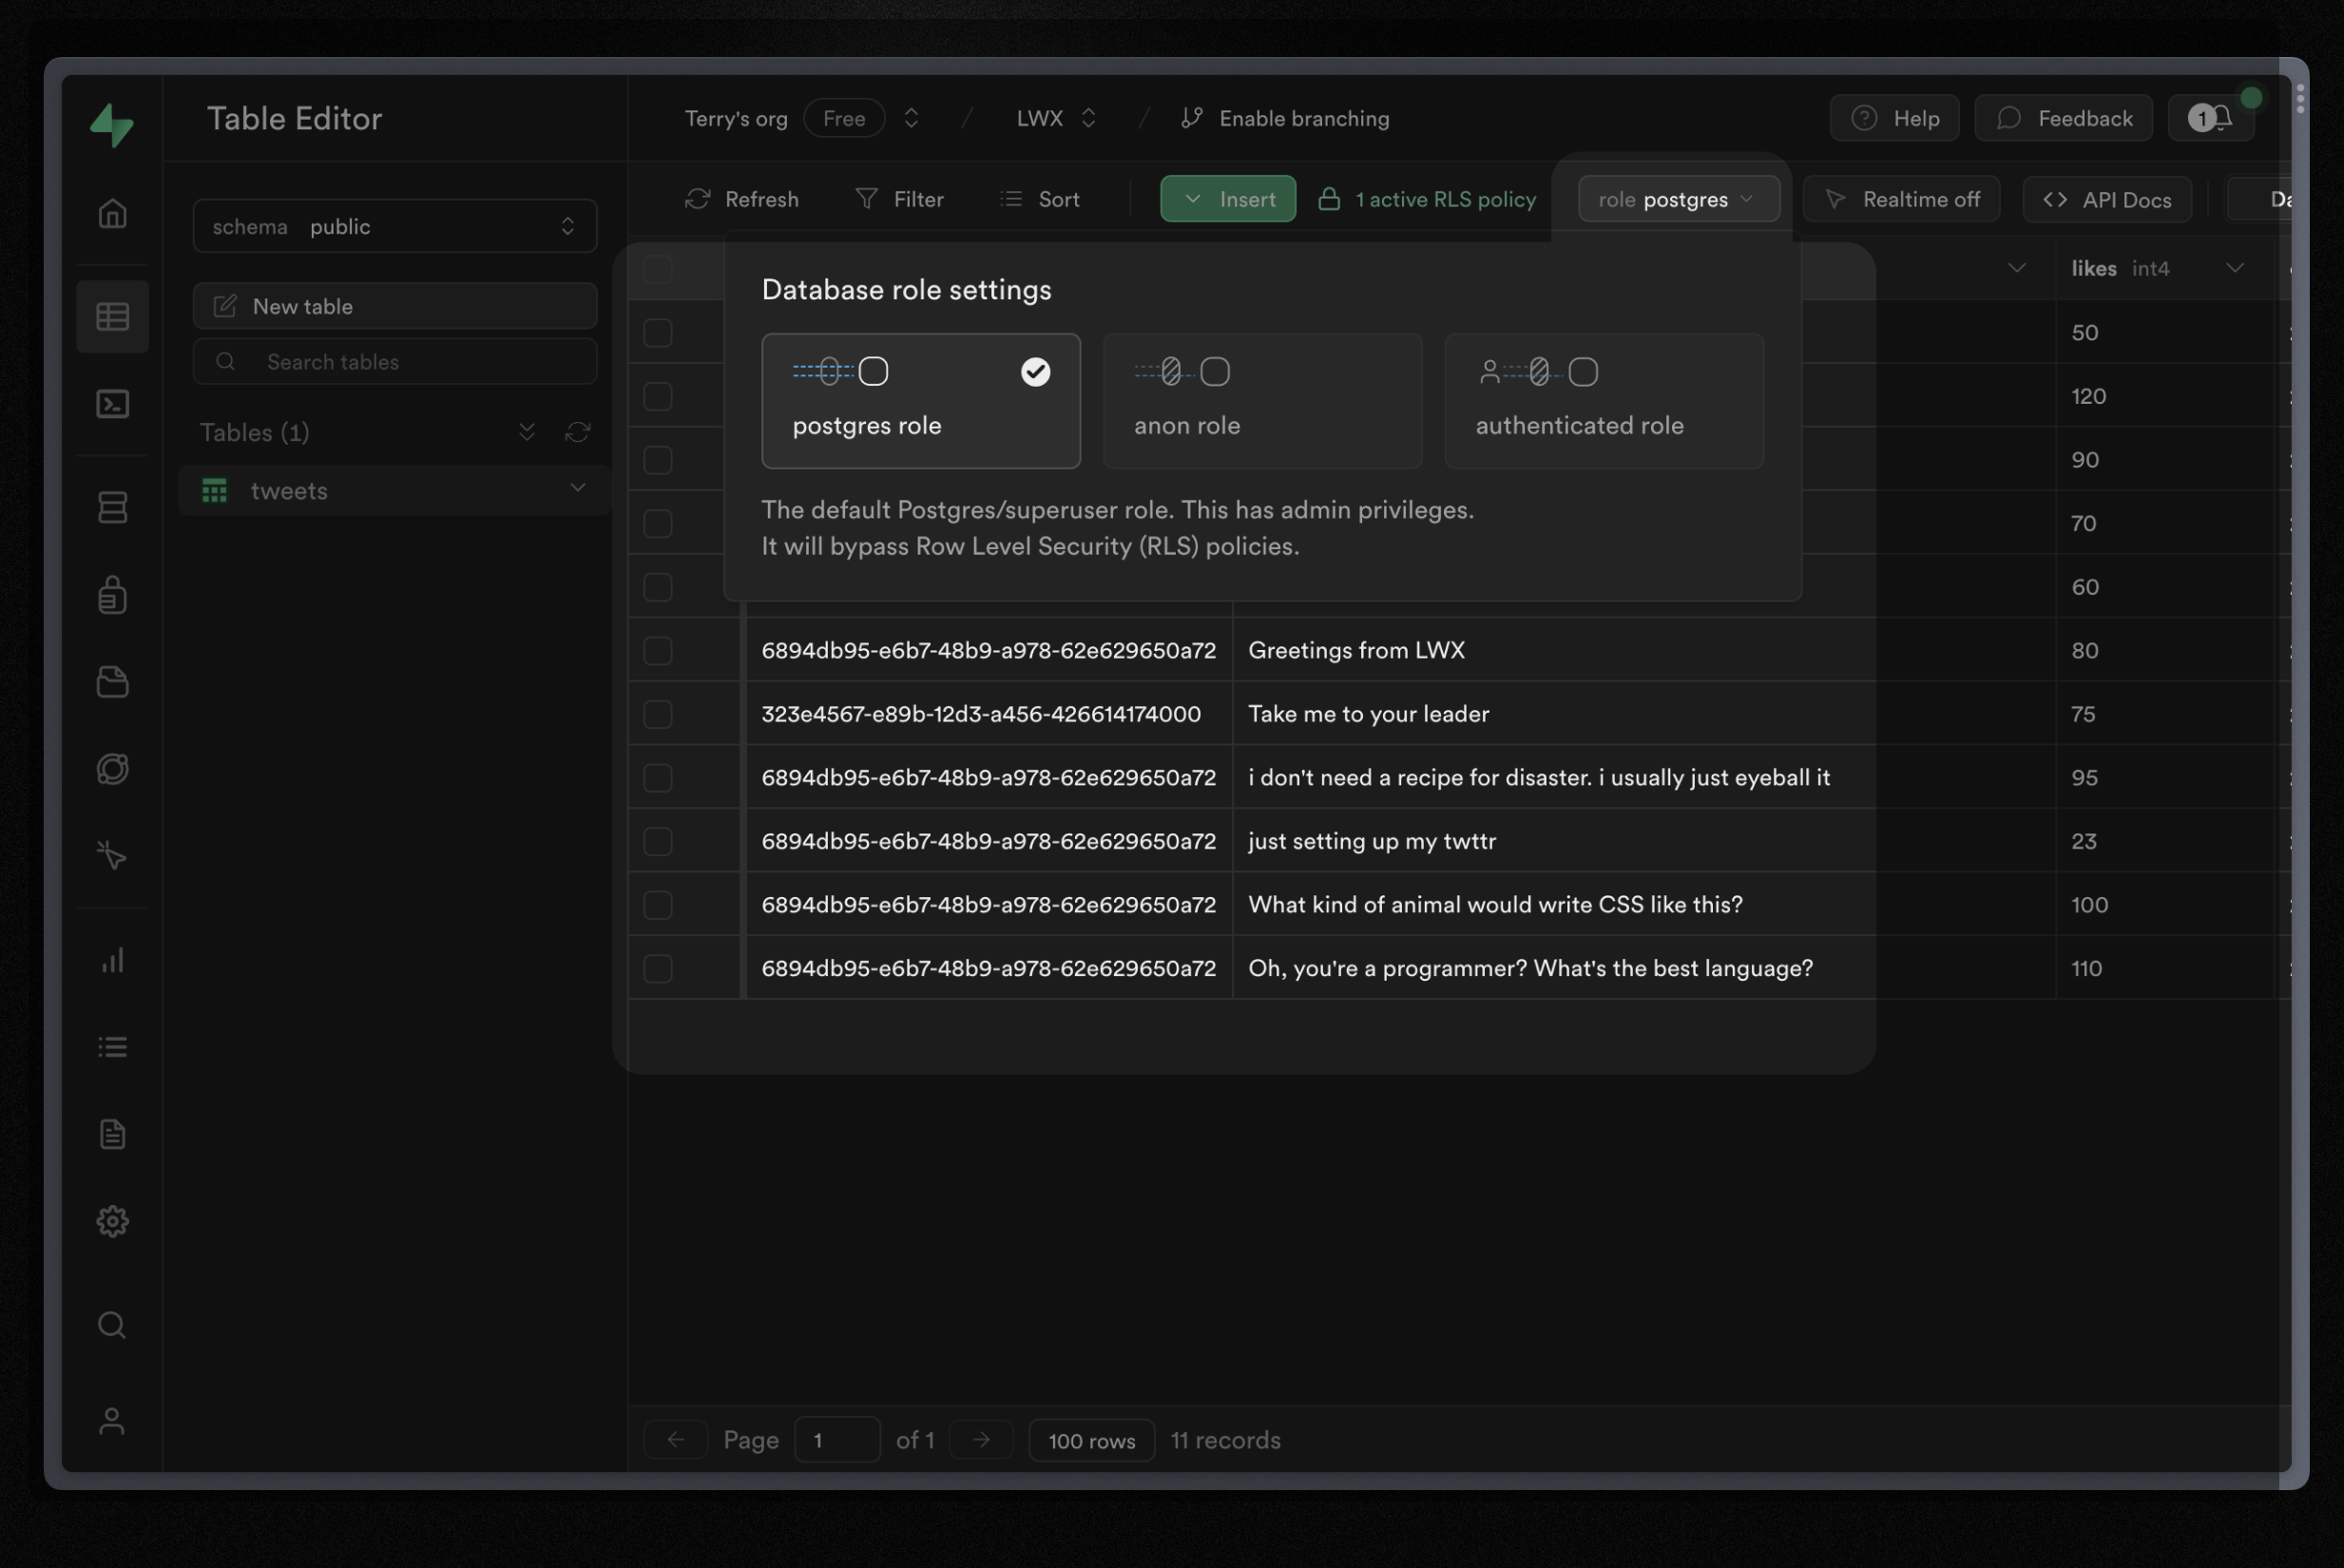 Table Editor
Terry's org Free / LWX / Enable branching
Help Feedback 1
schema public
Refresh Filter Sort Insert 1 active RLS policy role postgres Realtime off API Docs
New table
Search tables
Tables (1)
tweets
likes int4
Database role settings
postgres role
anon role
authenticated role
The default Postgres/superuser role. This has admin privileges.
It will bypass Row Level Security (RLS) policies.
50
120
90
70
60
6894db95-e6b7-48b9-a978-62e629650a72 Greetings from LWX 80
323e4567-e89b-12d3-a456-426614174000 Take me to your leader 75
6894db95-e6b7-48b9-a978-62e629650a72 i don't need a recipe for disaster. i usually just eyeball it 95
6894db95-e6b7-48b9-a978-62e629650a72 just setting up my twttr 23
6894db95-e6b7-48b9-a978-62e629650a72 What kind of animal would write CSS like this? 100
6894db95-e6b7-48b9-a978-62e629650a72 Oh, you're a programmer? What's the best language? 110
Page 1 of 1 100 rows 11 records